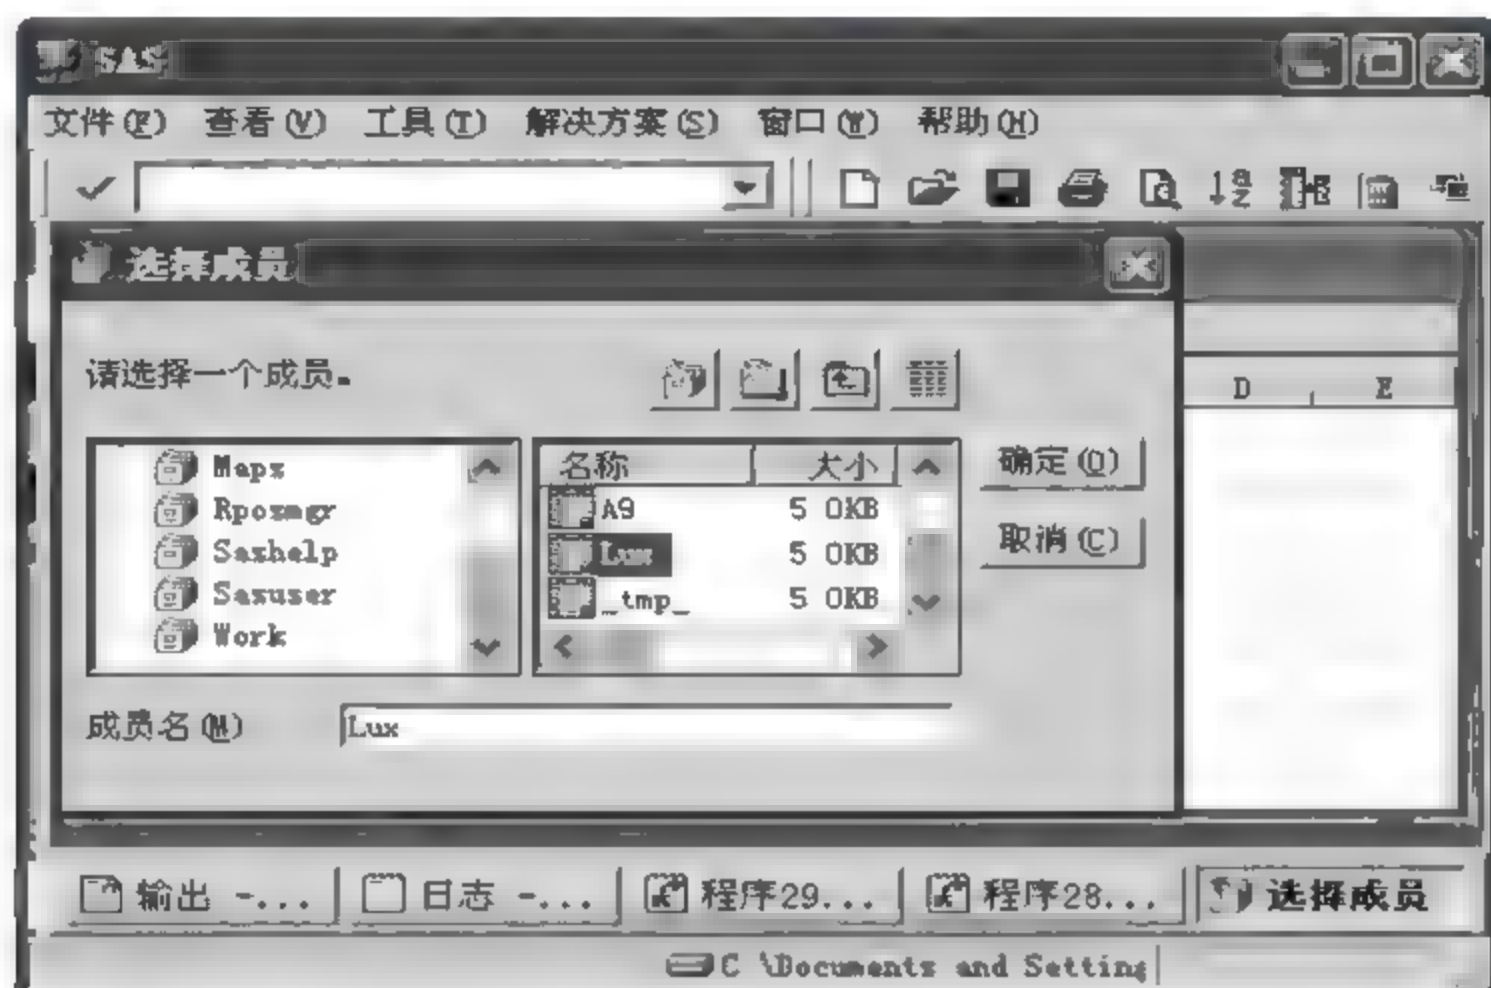 SAS
文件(F) 查看(V) 工具(T) 解决方案(S) 窗口(W) 帮助(H)
选择成员
请选择一个成员。
D E
Maps
Rposmgr
Sashelp
Sasuser
Work
名称 大小
A9 5 0KB
Lux 5 0KB
_tmp_ 5 0KB
确定(O)
取消(C)
成员名(M) Lux
输出 -... 日志 -... 程序29... 程序28... 选择成员
C \Documents and Setting